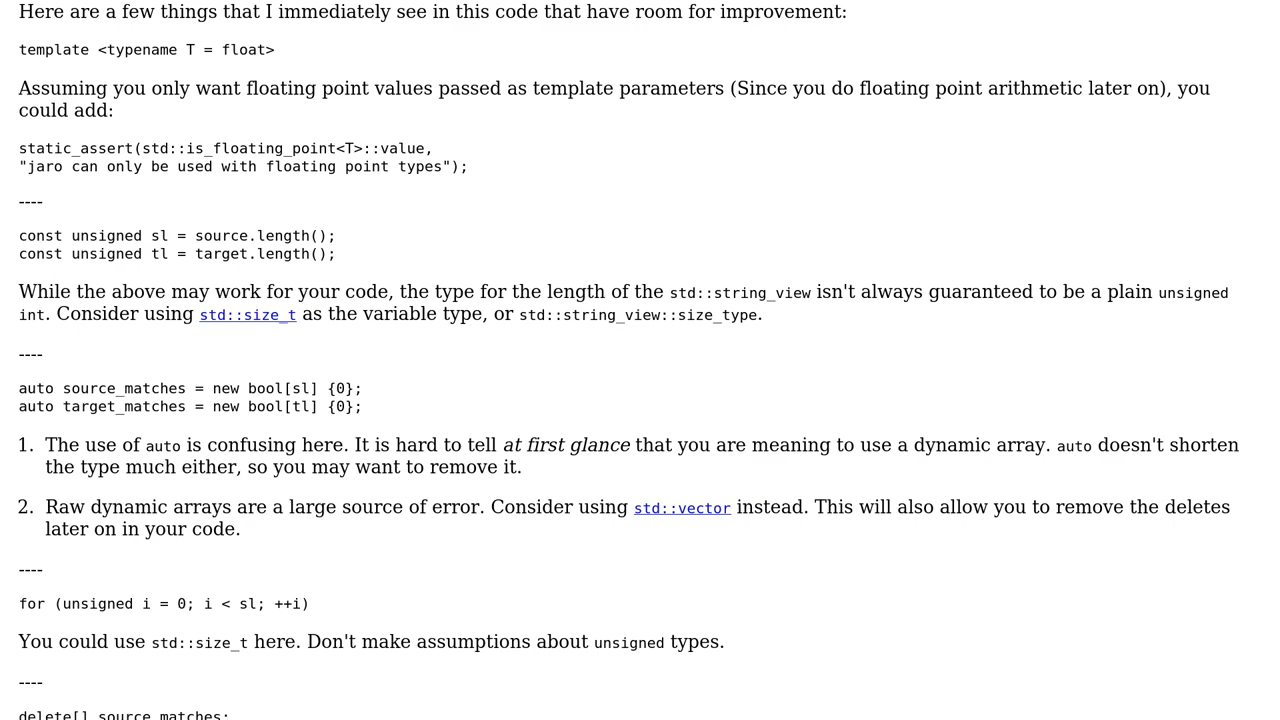 Here are a few things that I immediately see in this code that have room for improvement:
template <typename T = float>
Assuming you only want floating point values passed as template parameters (Since you do floating point arithmetic later on), you
could add:
static_assert(std::is_floating_point<T>::value,
"jaro can only be used with floating point types");
----
const unsigned sl = source.length();
const unsigned tl = target.length();
While the above may work for your code, the type for the length of the std::string_view isn't always guaranteed to be a plain unsigned
int. Consider using std::size_t as the variable type, or std::string_view::size_type.
----
auto source_matches = new bool[sl] {0};
auto target_matches = new bool[tl] {0};
1. The use of auto is confusing here. It is hard to tell at first glance that you are meaning to use a dynamic array. auto doesn't shorten
the type much either, so you may want to remove it.
2. Raw dynamic arrays are a large source of error. Consider using std::vector instead. This will also allow you to remove the deletes
later on in your code.
----
for (unsigned i = 0; i < sl; ++i)
You could use std::size_t here. Don't make assumptions about unsigned types.
----
delete[] source_matches;